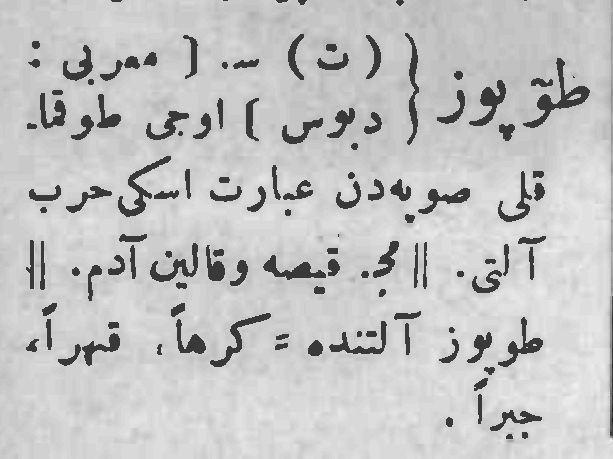 طوپوز { (ت) س. [ معربی :
دبوس ] اوجی طوقما-
قلی صوپه‌دن عبارت اسکی حرب
آلتی. || مج. قیصه وقالین آدم. ||
طوپوز آلتنده = کرهاً، قهراً،
جبراً.